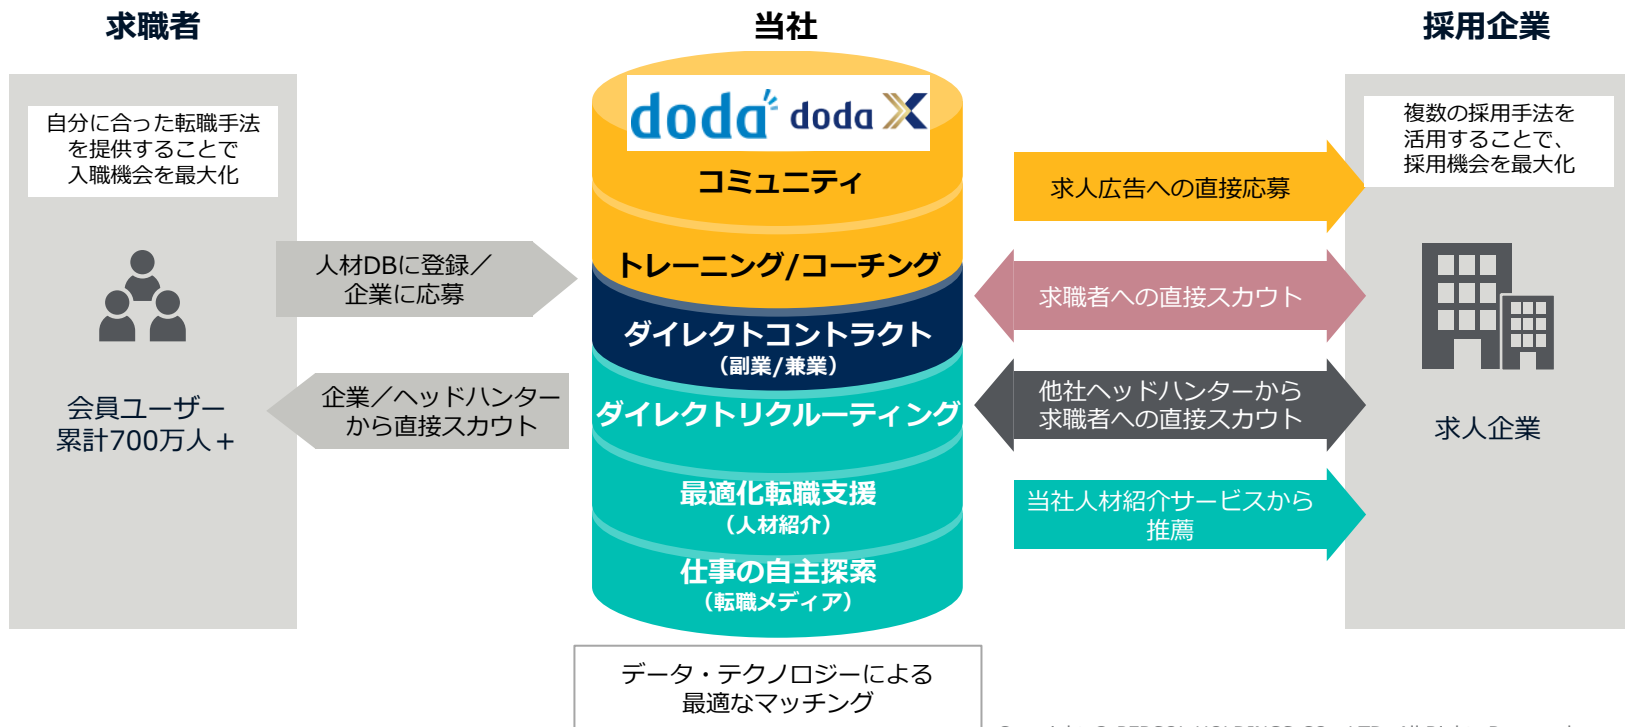 求職者
当社
採用企業
自分に合った転職手法
を提供することで
入職機会を最大化
会員ユーザー
累計700万人+
人材DBに登録／
企業に応募
企業／ヘッドハンター
から直接スカウト
doda doda X
コミュニティ
トレーニング/コーチング
ダイレクトコントラクト
（副業/兼業）
ダイレクトリクルーティング
最適化転職支援
（人材紹介）
仕事の自主探索
（転職メディア）
データ・テクノロジーによる
最適なマッチング
求人広告への直接応募
求職者への直接スカウト
他社ヘッドハンターから
求職者への直接スカウト
当社人材紹介サービスから
推薦
複数の採用手法を
活用することで、
採用機会を最大化
求人企業